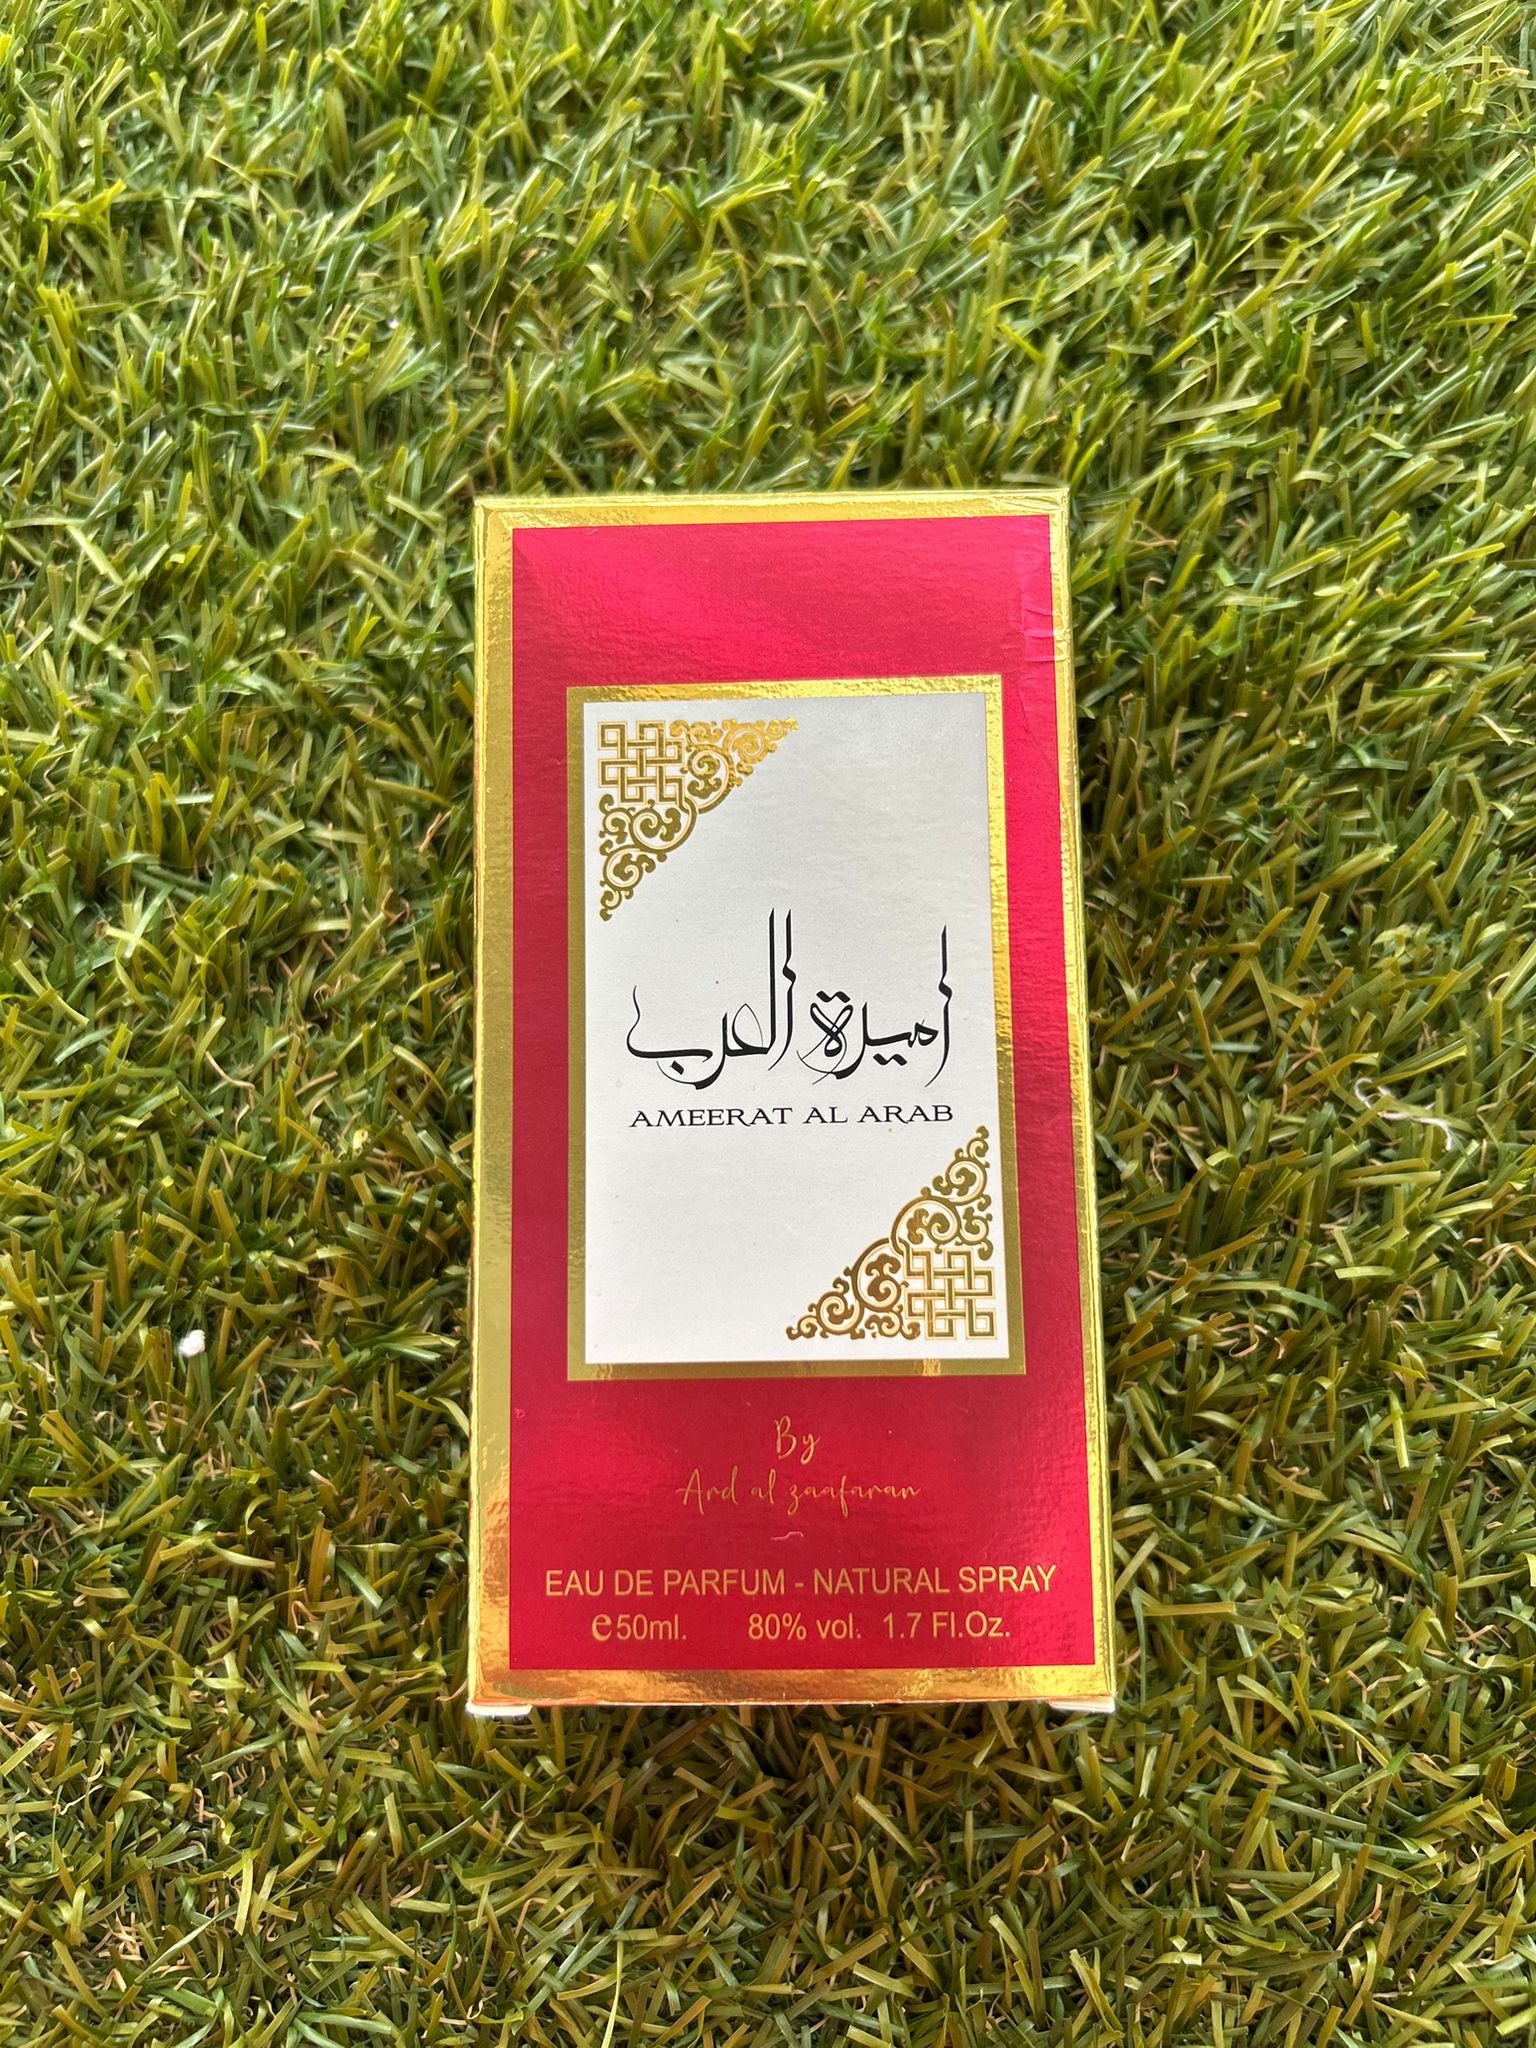 اميرة العرب
AMEERAT AL ARAB
By
Ard al zaafaran
EAU DE PARFUM - NATURAL SPRAY
℮50ml. 80% vol. 1.7 Fl.Oz.